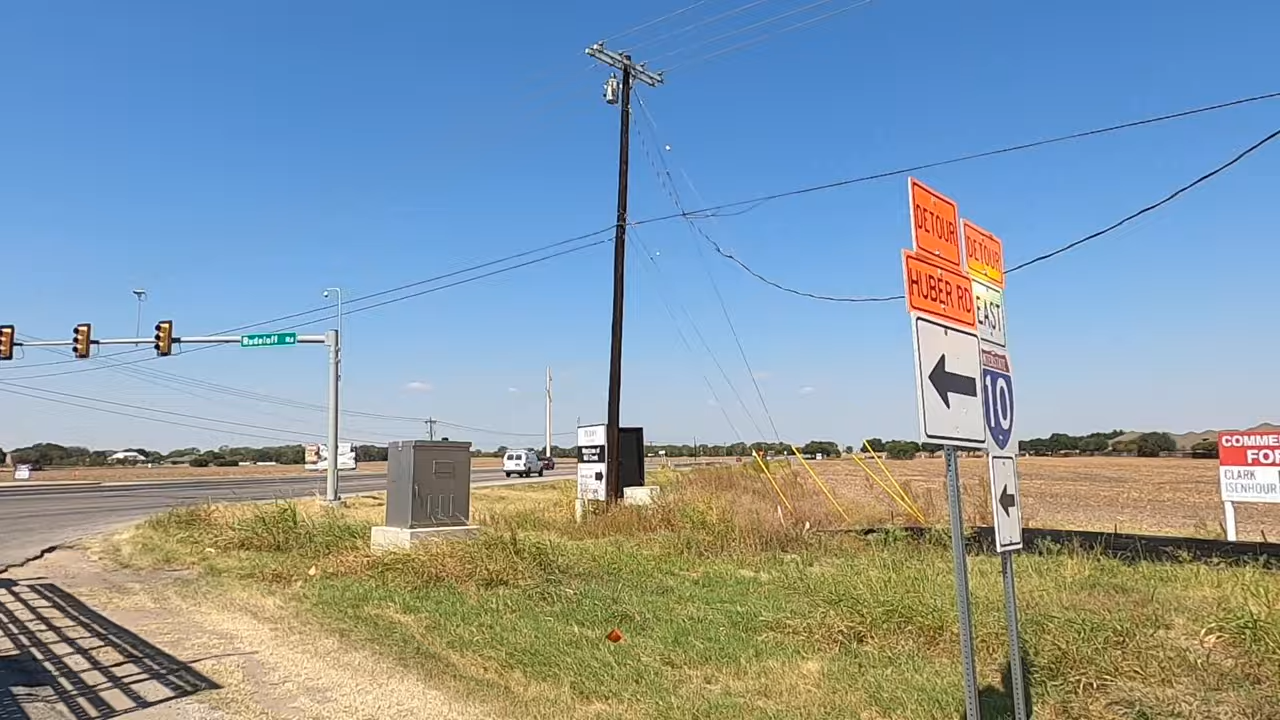 Rudeloff Rd
DETOUR
HUBER RD
DETOUR
EAST
INTERSTATE
10
COMME
FOR
CLARK
ISENHOUR